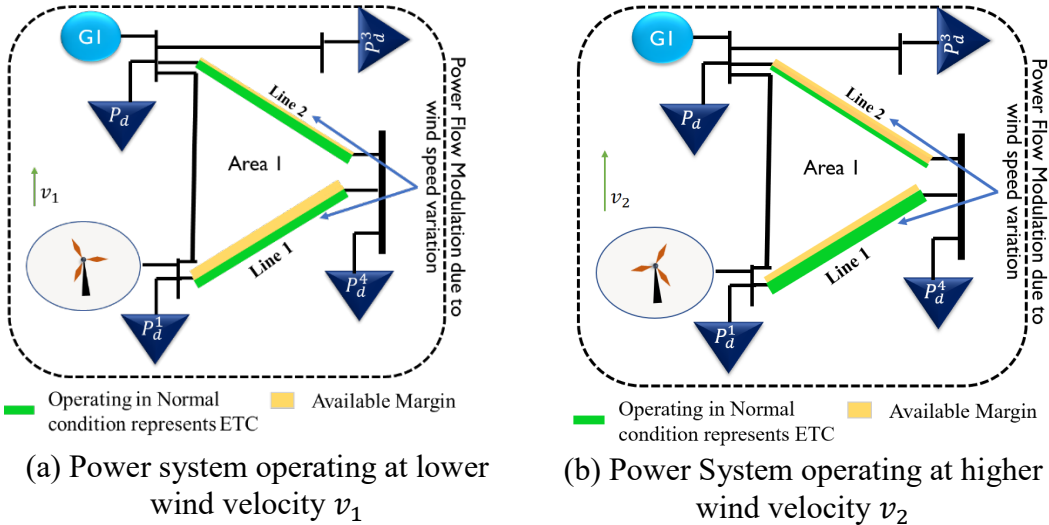 G1
P_d^3
P_d
Line 2
Area 1
v_1
Line 1
P_d^1
P_d^4
Power Flow Modulation due to
wind speed variation
Operating in Normal
condition represents ETC
Available Margin
(a) Power system operating at lower
wind velocity v_1
G1
P_d^3
P_d
Line 2
Area 1
v_2
Line 1
P_d^1
P_d^4
Power Flow Modulation due to
wind speed variation
Operating in Normal
condition represents ETC
Available Margin
(b) Power System operating at higher
wind velocity v_2